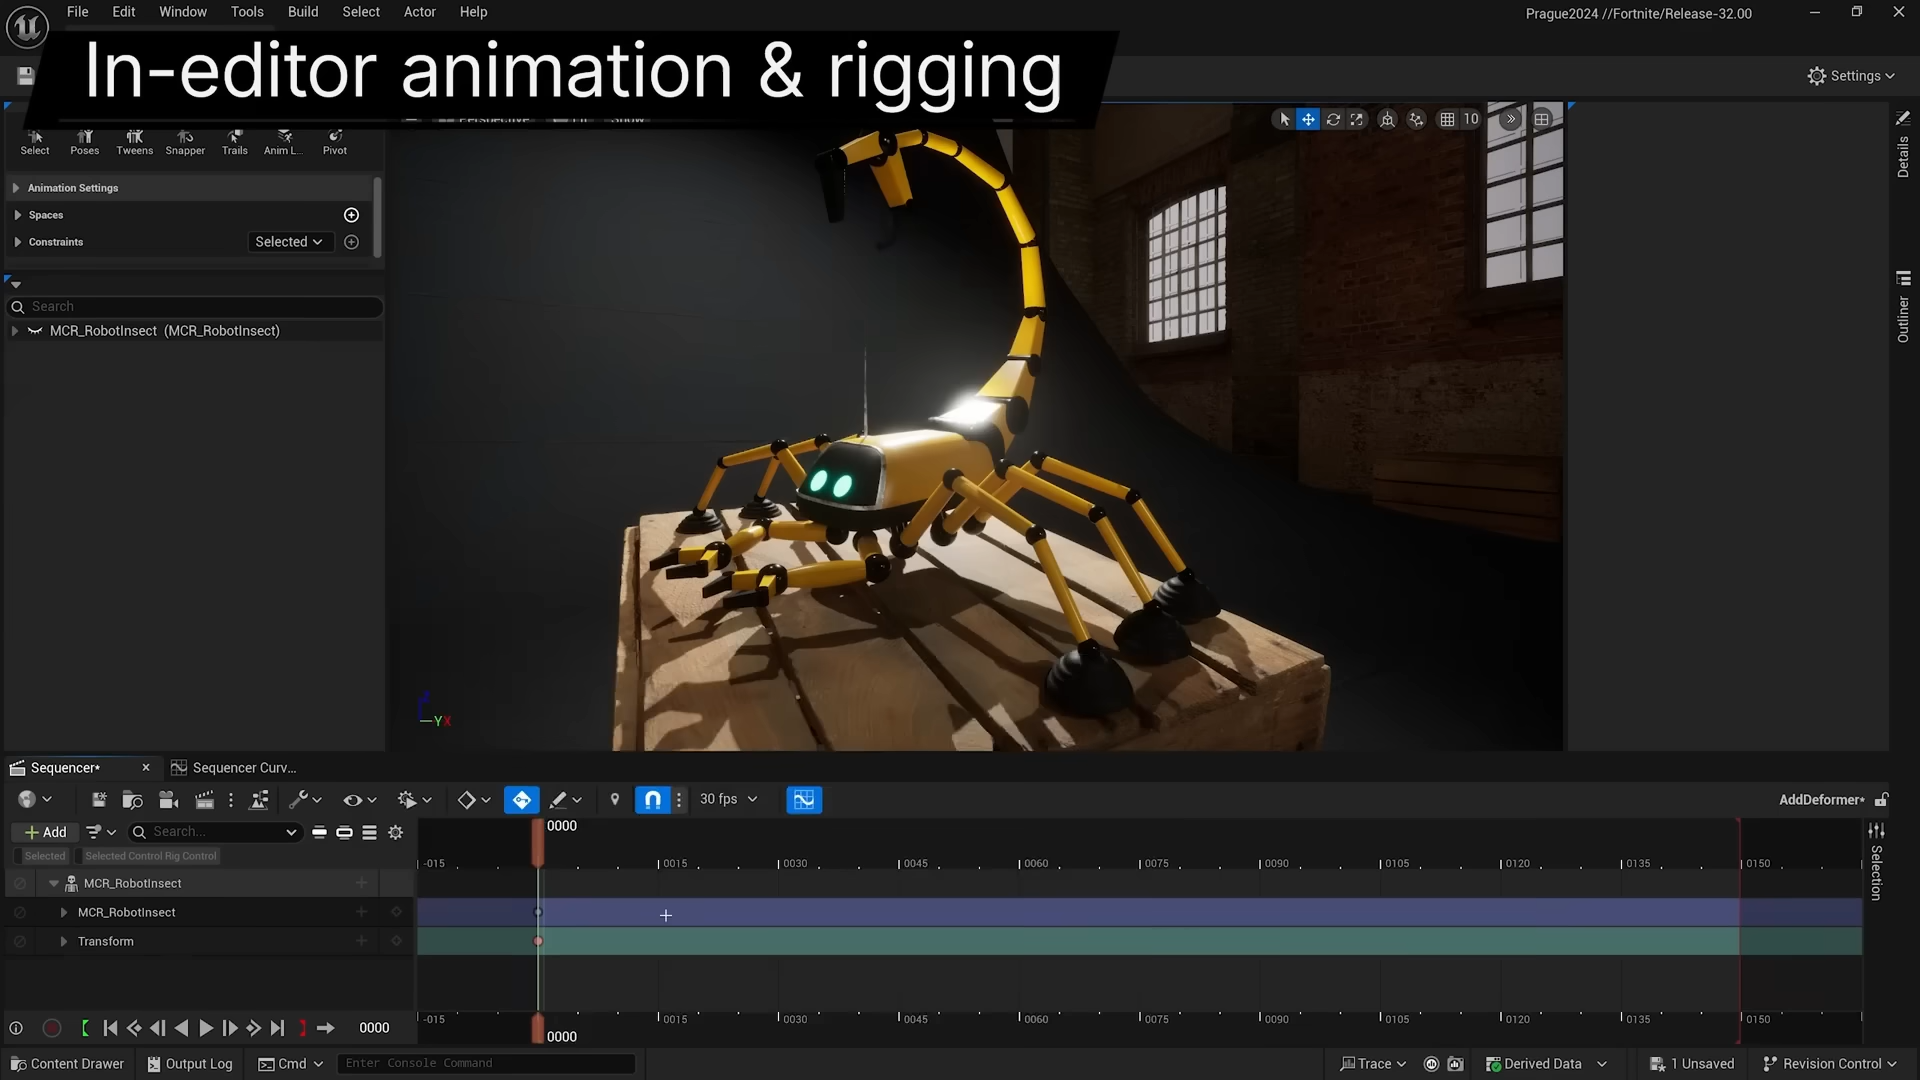 File Edit Window Tools Build Select Actor Help
Prague2024 //Fortnite/Release-32.00
In-editor animation & rigging
Settings
Perspective Show
10
Select Poses Tweens Snapper Trails Anim L... Pivot
Animation Settings
Spaces
Constraints Selected
Search
MCR_RobotInsect (MCR_RobotInsect)
Details
Outliner
YX
Sequencer* Sequencer Curv...
30 fps
AddDeformer*
Add Search...
0000
Selected Selected Control Rig Control
-015 0015 0030 0045 0060 0075 0090 0105 0120 0135 0150
Selection
MCR_RobotInsect
MCR_RobotInsect
Transform
0000
-015 0015 0030 0045 0060 0075 0090 0105 0120 0135 0150
0000
Content Drawer Output Log Cmd Enter Console Command Trace Derived Data 1 Unsaved Revision Control